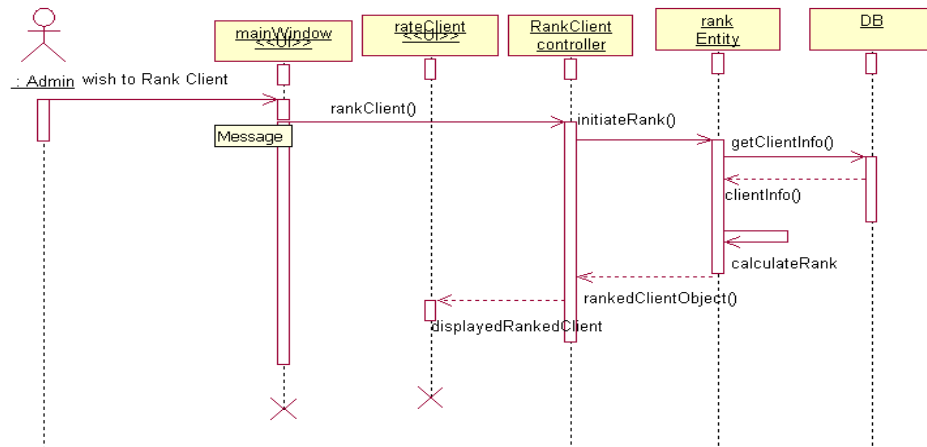 mainWindow
<<UI>>
rateClient
<<UI>>
RankClient
controller
rank
Entity
DB
: Admin
wish to Rank Client
rankClient()
Message
initiateRank()
getClientInfo()
clientInfo()
calculateRank
rankedClientObject()
displayedRankedClient